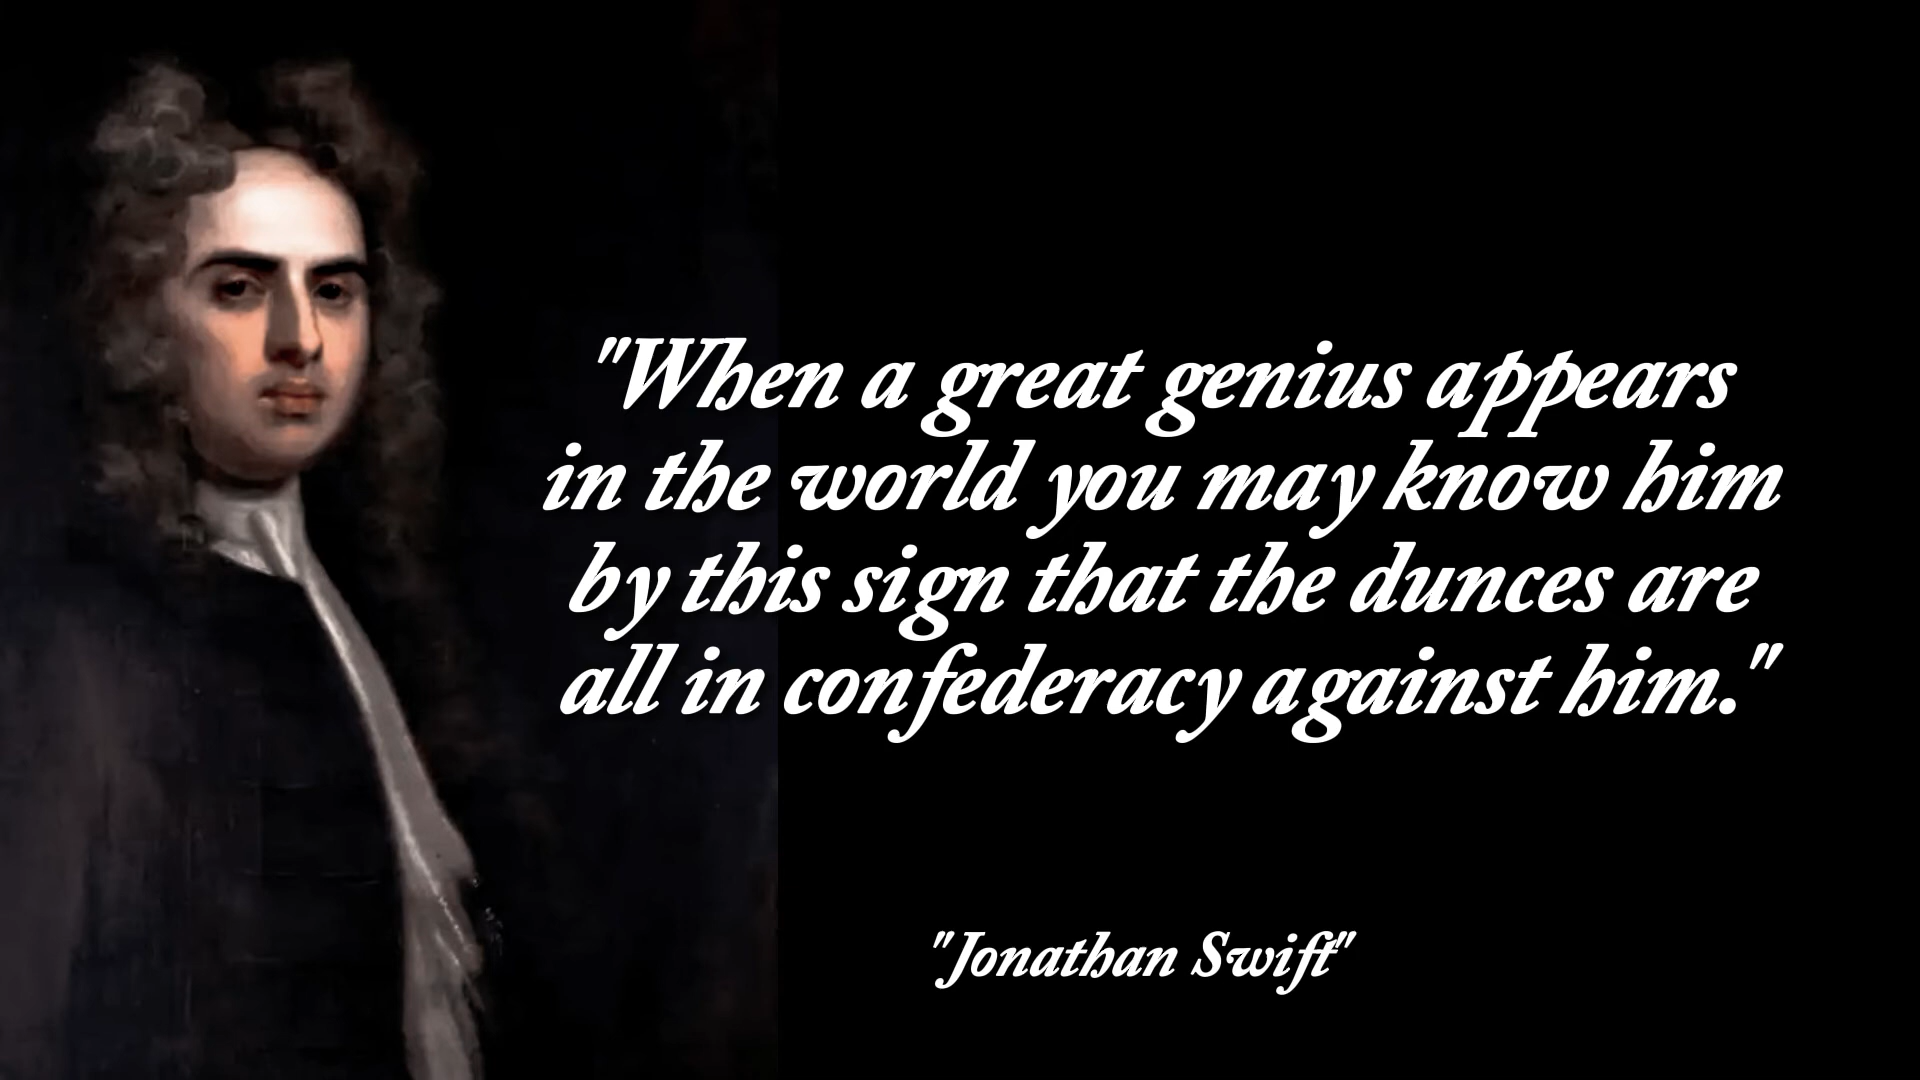 "When a great genius appears
in the world you may know him
by this sign that the dunces are
all in confederacy against him."
"Jonathan Swift"